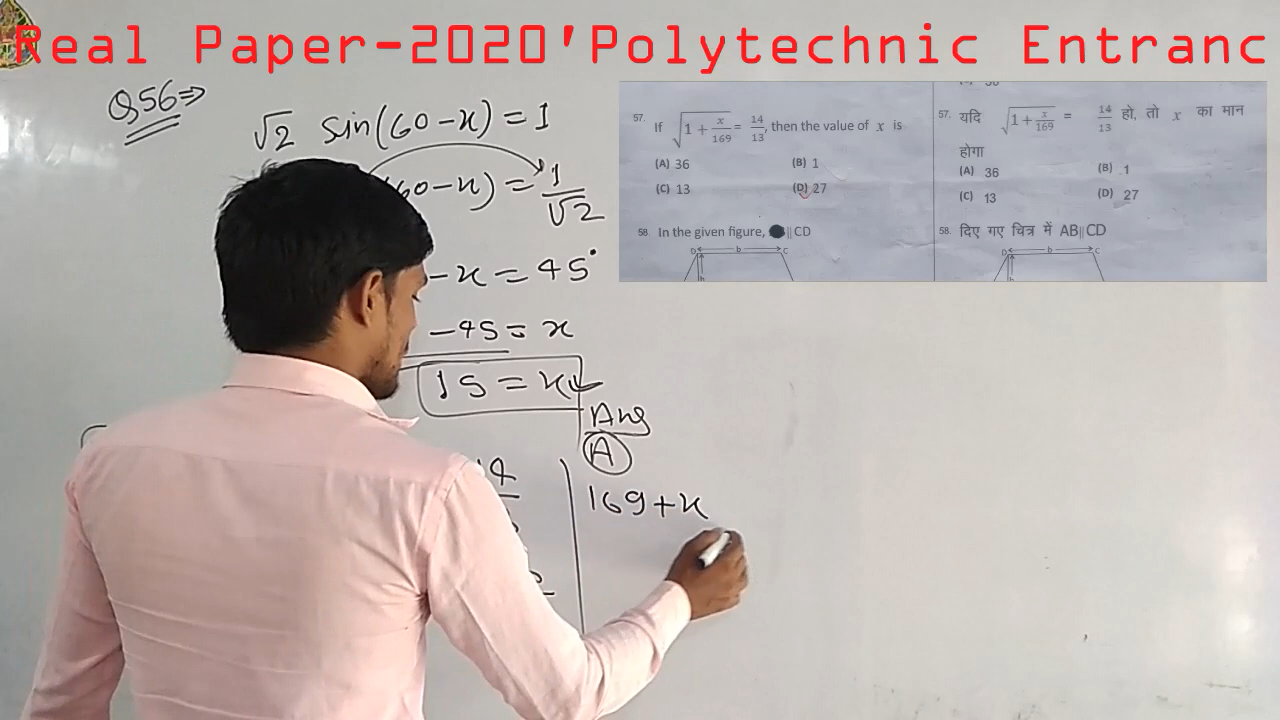 Real Paper-2020'Polytechnic Entranc
Q56⇒
√2 sin(60-x)=1
60-x) = 1/√2
-x = 45°
-45 = x
15 = x
Ans
A
169+x
57. If √(1 + x/169) = 14/13, then the value of x is
(A) 36 (B) 1
(C) 13 (D) 27
58. In the given figure, ||CD
D b C
h
57. यदि √(1 + x/169) = 14/13 हो, तो x का मान
होगा
(A) 36 (B) 1
(C) 13 (D) 27
58. दिए गए चित्र में AB||CD
D b C
h